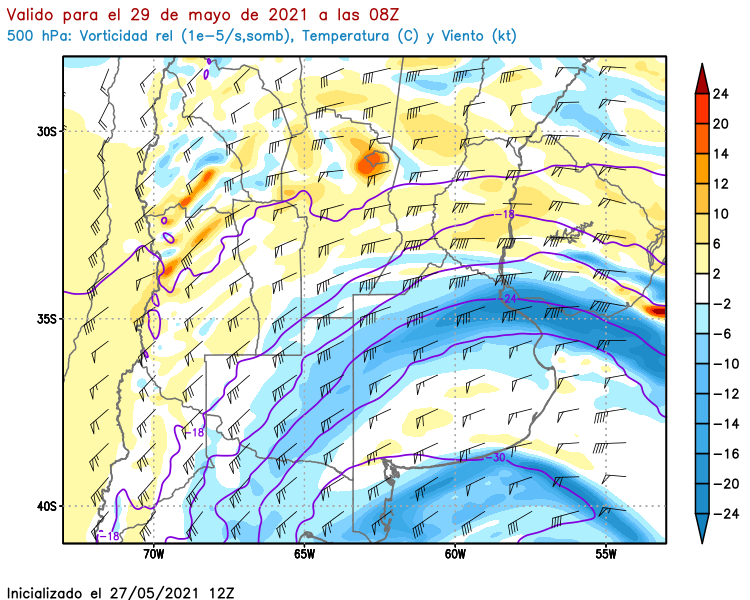 Valido para el 29 de mayo de 2021 a las 08Z
500 hPa: Vorticidad rel (1e-5/s,somb), Temperatura (C) y Viento (kt)
30S
35S
40S
70W
65W
60W
55W
-18
-24
-18
-30
-18
24
20
14
12
10
6
2
-2
-6
-10
-12
-14
-16
-20
-24
Inicializado el 27/05/2021 12Z